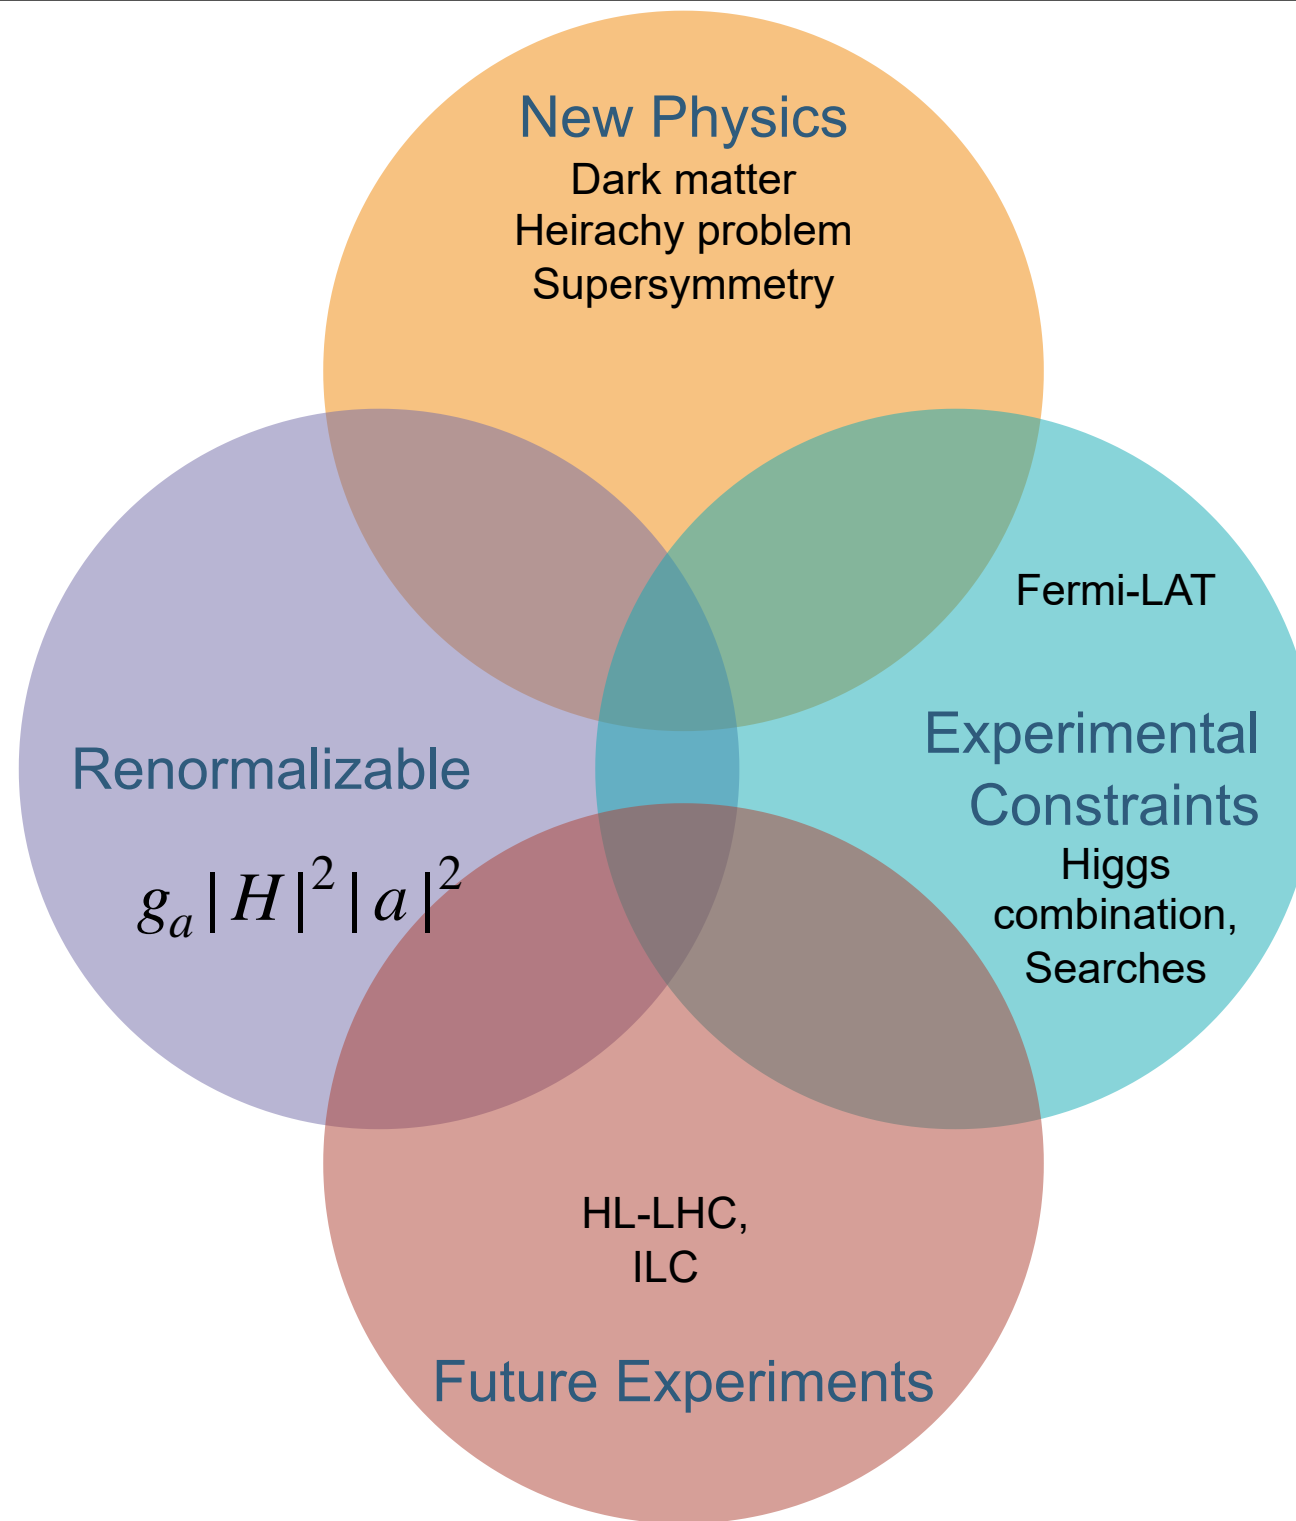 New Physics
Dark matter
Heirachy problem
Supersymmetry
Fermi-LAT
Experimental
Constraints
Higgs
combination,
Searches
Renormalizable
g_a|H|^2|a|^2
HL-LHC,
ILC
Future Experiments